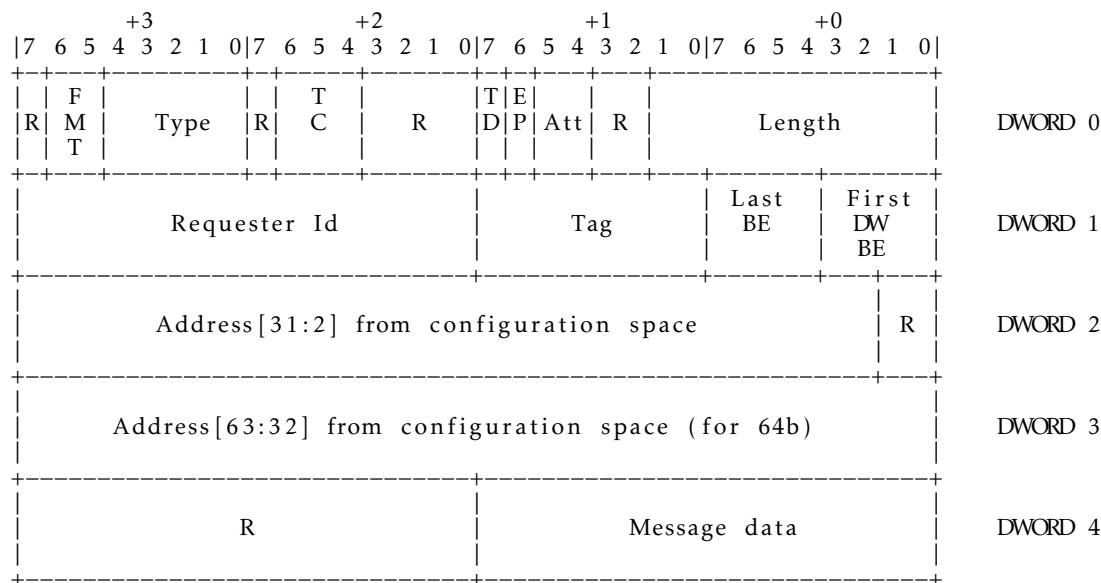 +3 +2 +1 +0
|7 6 5 4 3 2 1 0|7 6 5 4 3 2 1 0|7 6 5 4 3 2 1 0|7 6 5 4 3 2 1 0|
F T T E
R M Type R C R D P Att R Length DWORD 0
T
Last First
Requester Id Tag BE DW DWORD 1
BE
Address[31:2] from configuration space R DWORD 2
Address[63:32] from configuration space (for 64b) DWORD 3
R Message data DWORD 4